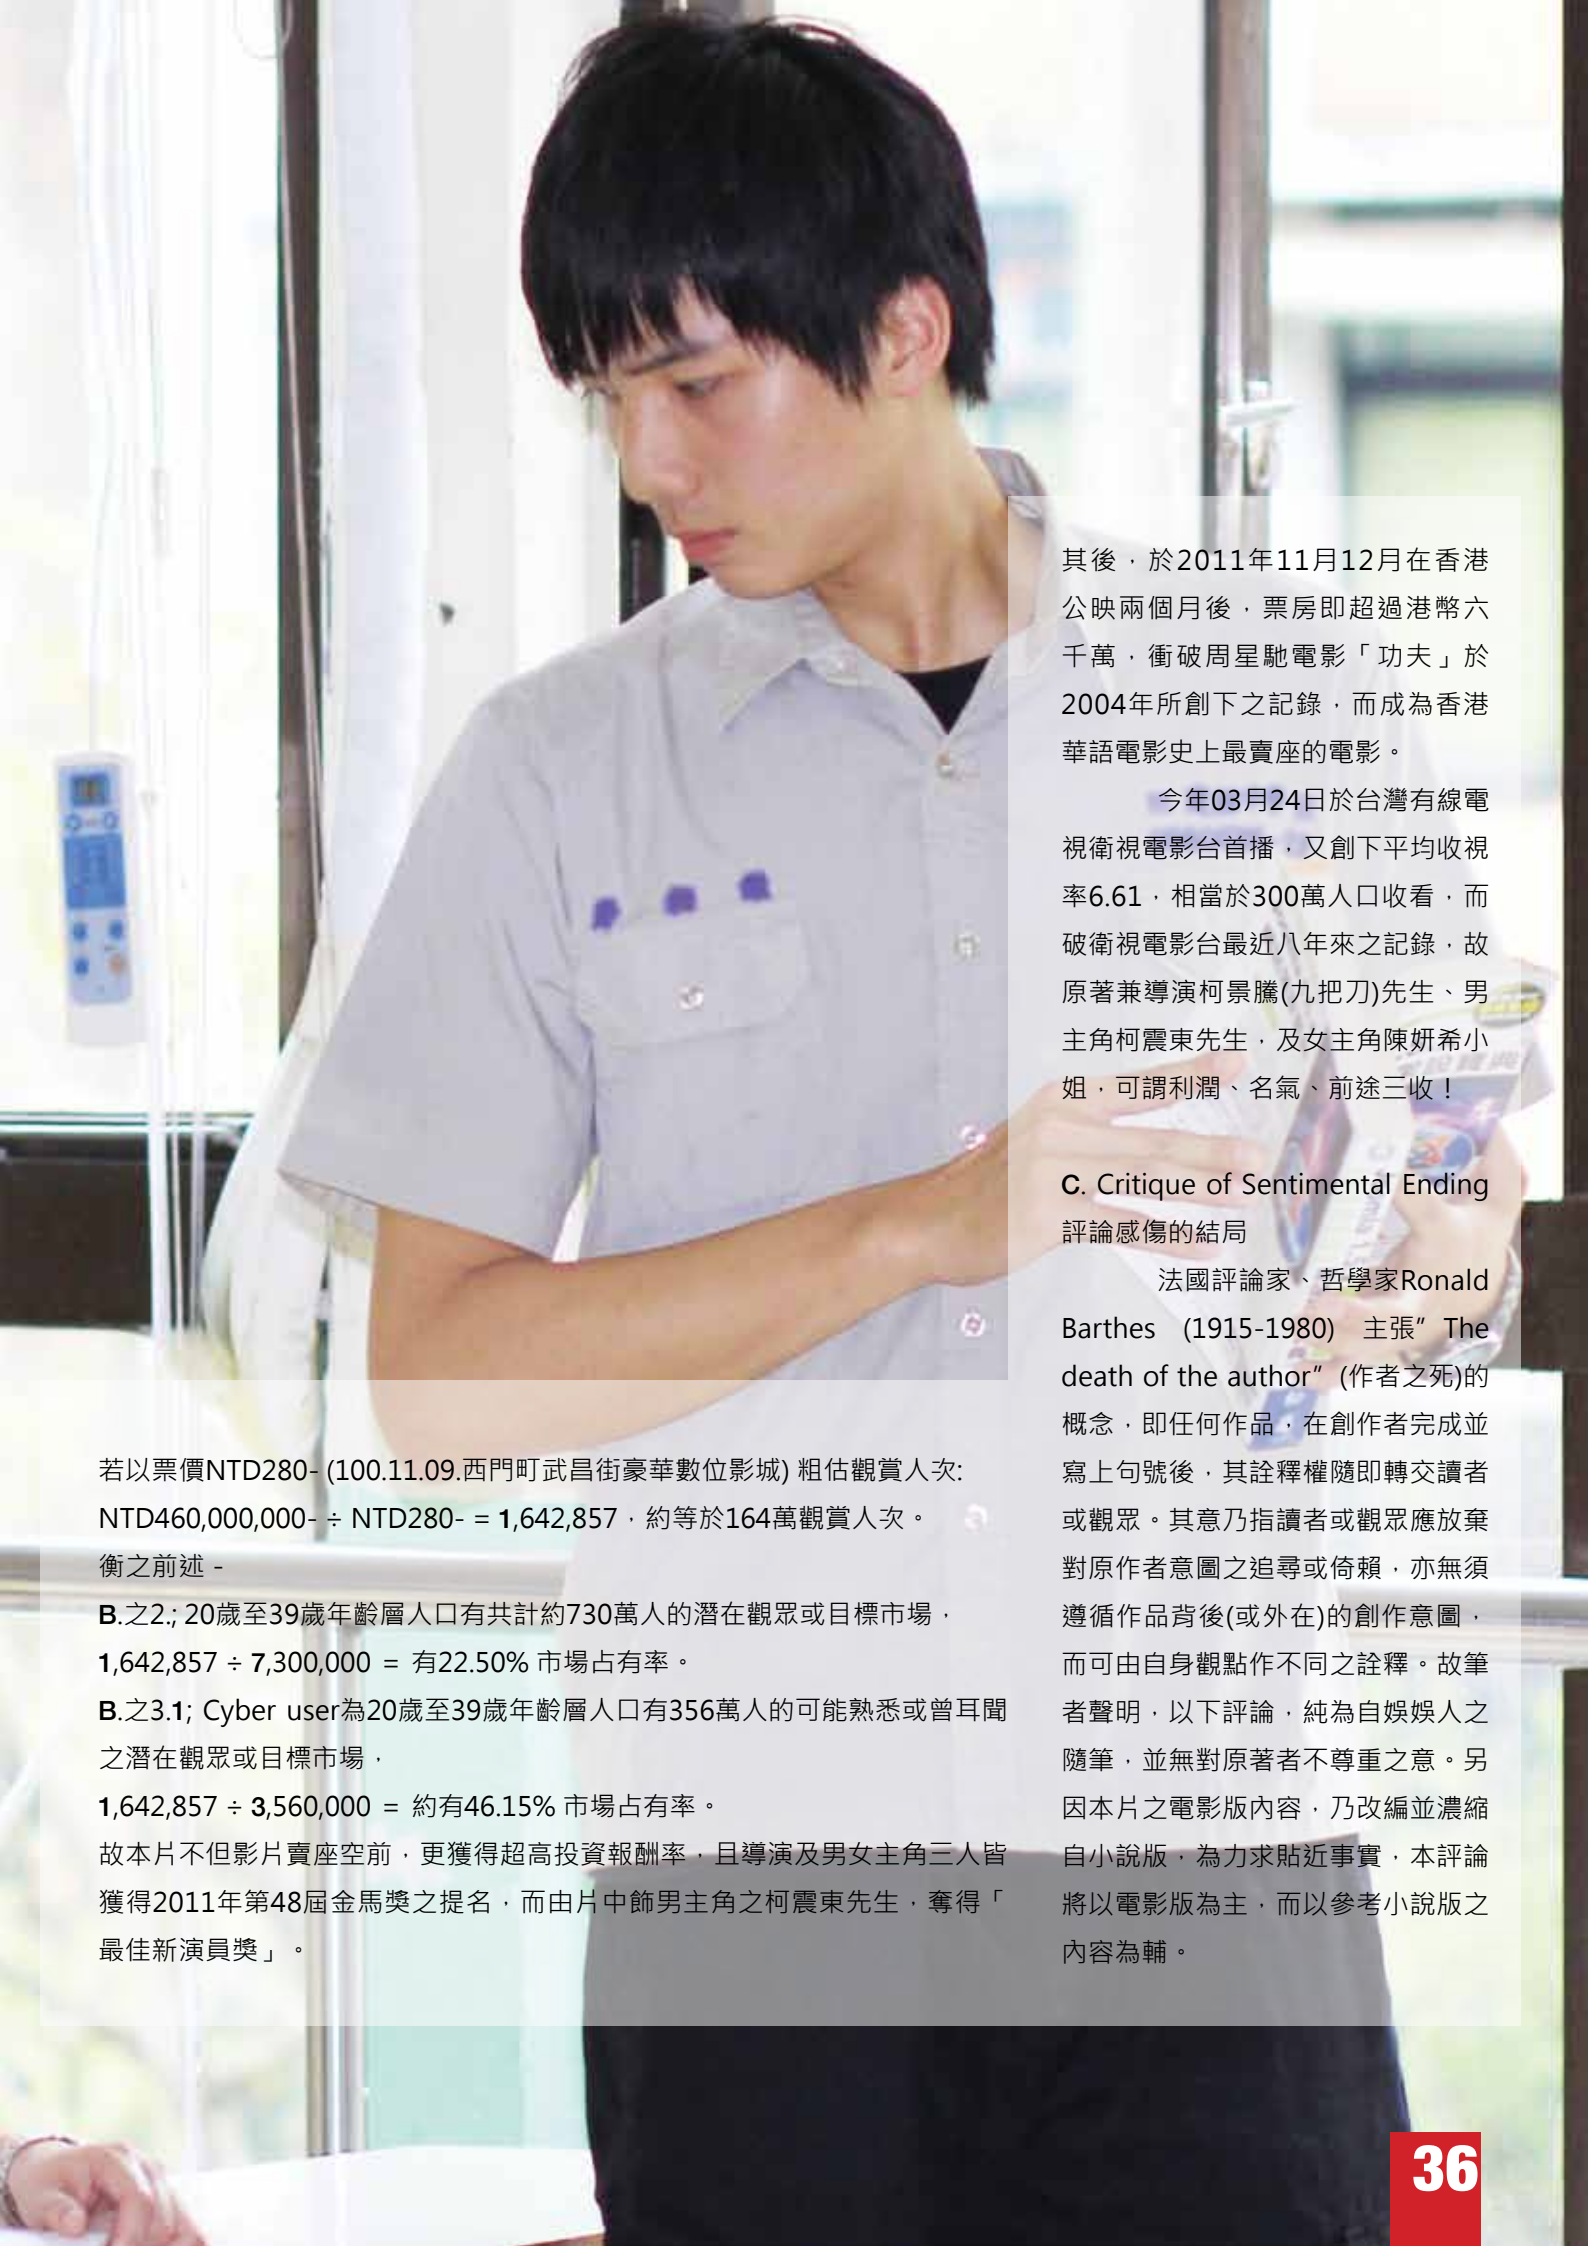 若以票價NTD280- (100.11.09.西門町武昌街豪華數位影城) 粗估觀賞人次:
NTD460,000,000- ÷ NTD280- = 1,642,857，約等於164萬觀賞人次。
衡之前述 -
B.之2.; 20歲至39歲年齡層人口有共計約730萬人的潛在觀眾或目標市場，
1,642,857 ÷ 7,300,000 = 有22.50% 市場占有率。
B.之3.1; Cyber user為20歲至39歲年齡層人口有356萬人的可能熟悉或曾耳聞
之潛在觀眾或目標市場，
1,642,857 ÷ 3,560,000 = 約有46.15% 市場占有率。
故本片不但影片賣座空前，更獲得超高投資報酬率，且導演及男女主角三人皆
獲得2011年第48屆金馬獎之提名，而由片中飾男主角之柯震東先生，奪得「
最佳新演員獎」。
其後，於2011年11月12月在香港
公映兩個月後，票房即超過港幣六
千萬，衝破周星馳電影「功夫」於
2004年所創下之記錄，而成為香港
華語電影史上最賣座的電影。
今年03月24日於台灣有線電
視衛視電影台首播，又創下平均收視
率6.61，相當於300萬人口收看，而
破衛視電影台最近八年來之記錄，故
原著兼導演柯景騰(九把刀)先生、男
主角柯震東先生，及女主角陳妍希小
姐，可謂利潤、名氣、前途三收！
C. Critique of Sentimental Ending
評論感傷的結局
法國評論家、哲學家Ronald
Barthes (1915-1980) 主張”The
death of the author”(作者之死)的
概念，即任何作品，在創作者完成並
寫上句號後，其詮釋權隨即轉交讀者
或觀眾。其意乃指讀者或觀眾應放棄
對原作者意圖之追尋或倚賴，亦無須
遵循作品背後(或外在)的創作意圖，
而可由自身觀點作不同之詮釋。故筆
者聲明，以下評論，純為自娛娛人之
隨筆，並無對原著者不尊重之意。另
因本片之電影版內容，乃改編並濃縮
自小說版，為力求貼近事實，本評論
將以電影版為主，而以參考小說版之
內容為輔。
36